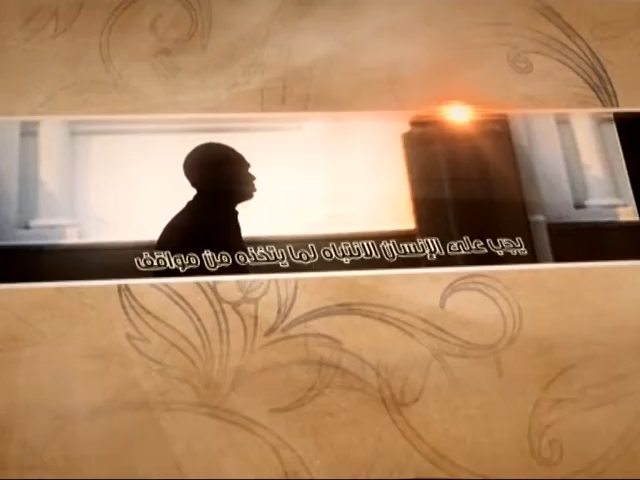 يجب على الإنسان الانتباه لما يتخذه من مواقف